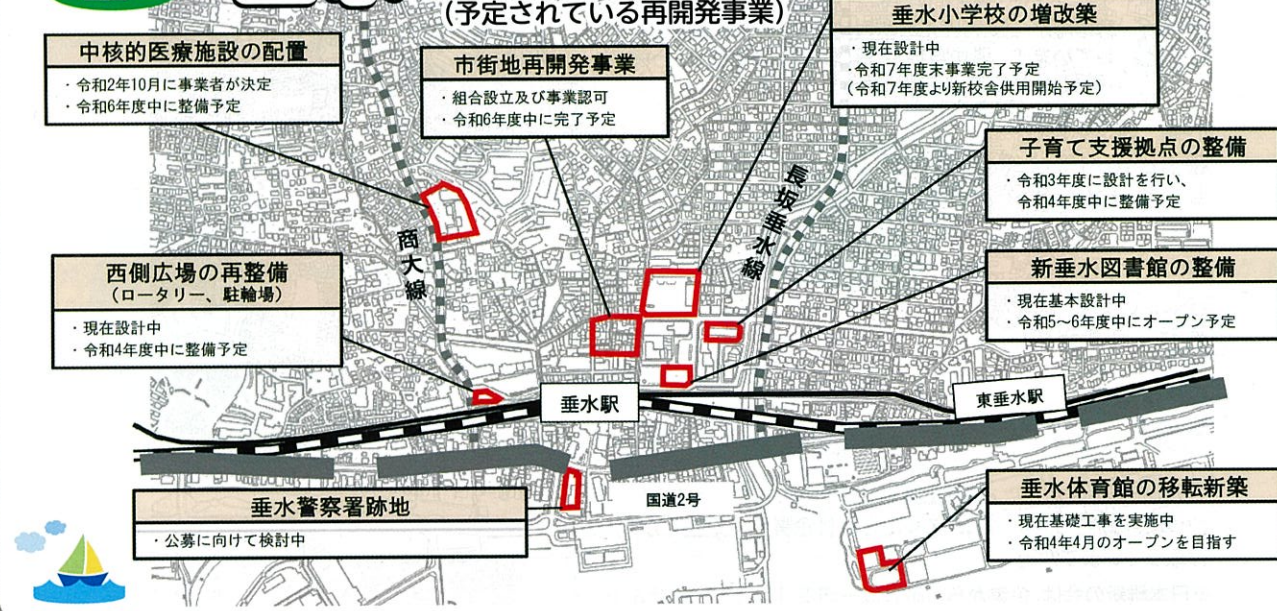 （予定されている再開発事業）
中核的医療施設の配置
・令和2年10月に事業者が決定
・令和6年度中に整備予定
市街地再開発事業
・組合設立及び事業認可
・令和6年度中に完了予定
垂水小学校の増改築
・現在設計中
・令和7年度末事業完了予定
（令和7年度より新校舎供用開始予定）
子育て支援拠点の整備
・令和3年度に設計を行い、
令和4年度中に整備予定
長坂垂水線
商大線
西側広場の再整備
（ロータリー、駐輪場）
・現在設計中
・令和4年度中に整備予定
新垂水図書館の整備
・現在基本設計中
・令和5～6年度中にオープン予定
垂水駅
東垂水駅
垂水警察署跡地
・公募に向けて検討中
国道2号
垂水体育館の移転新築
・現在基礎工事を実施中
・令和4年4月のオープンを目指す